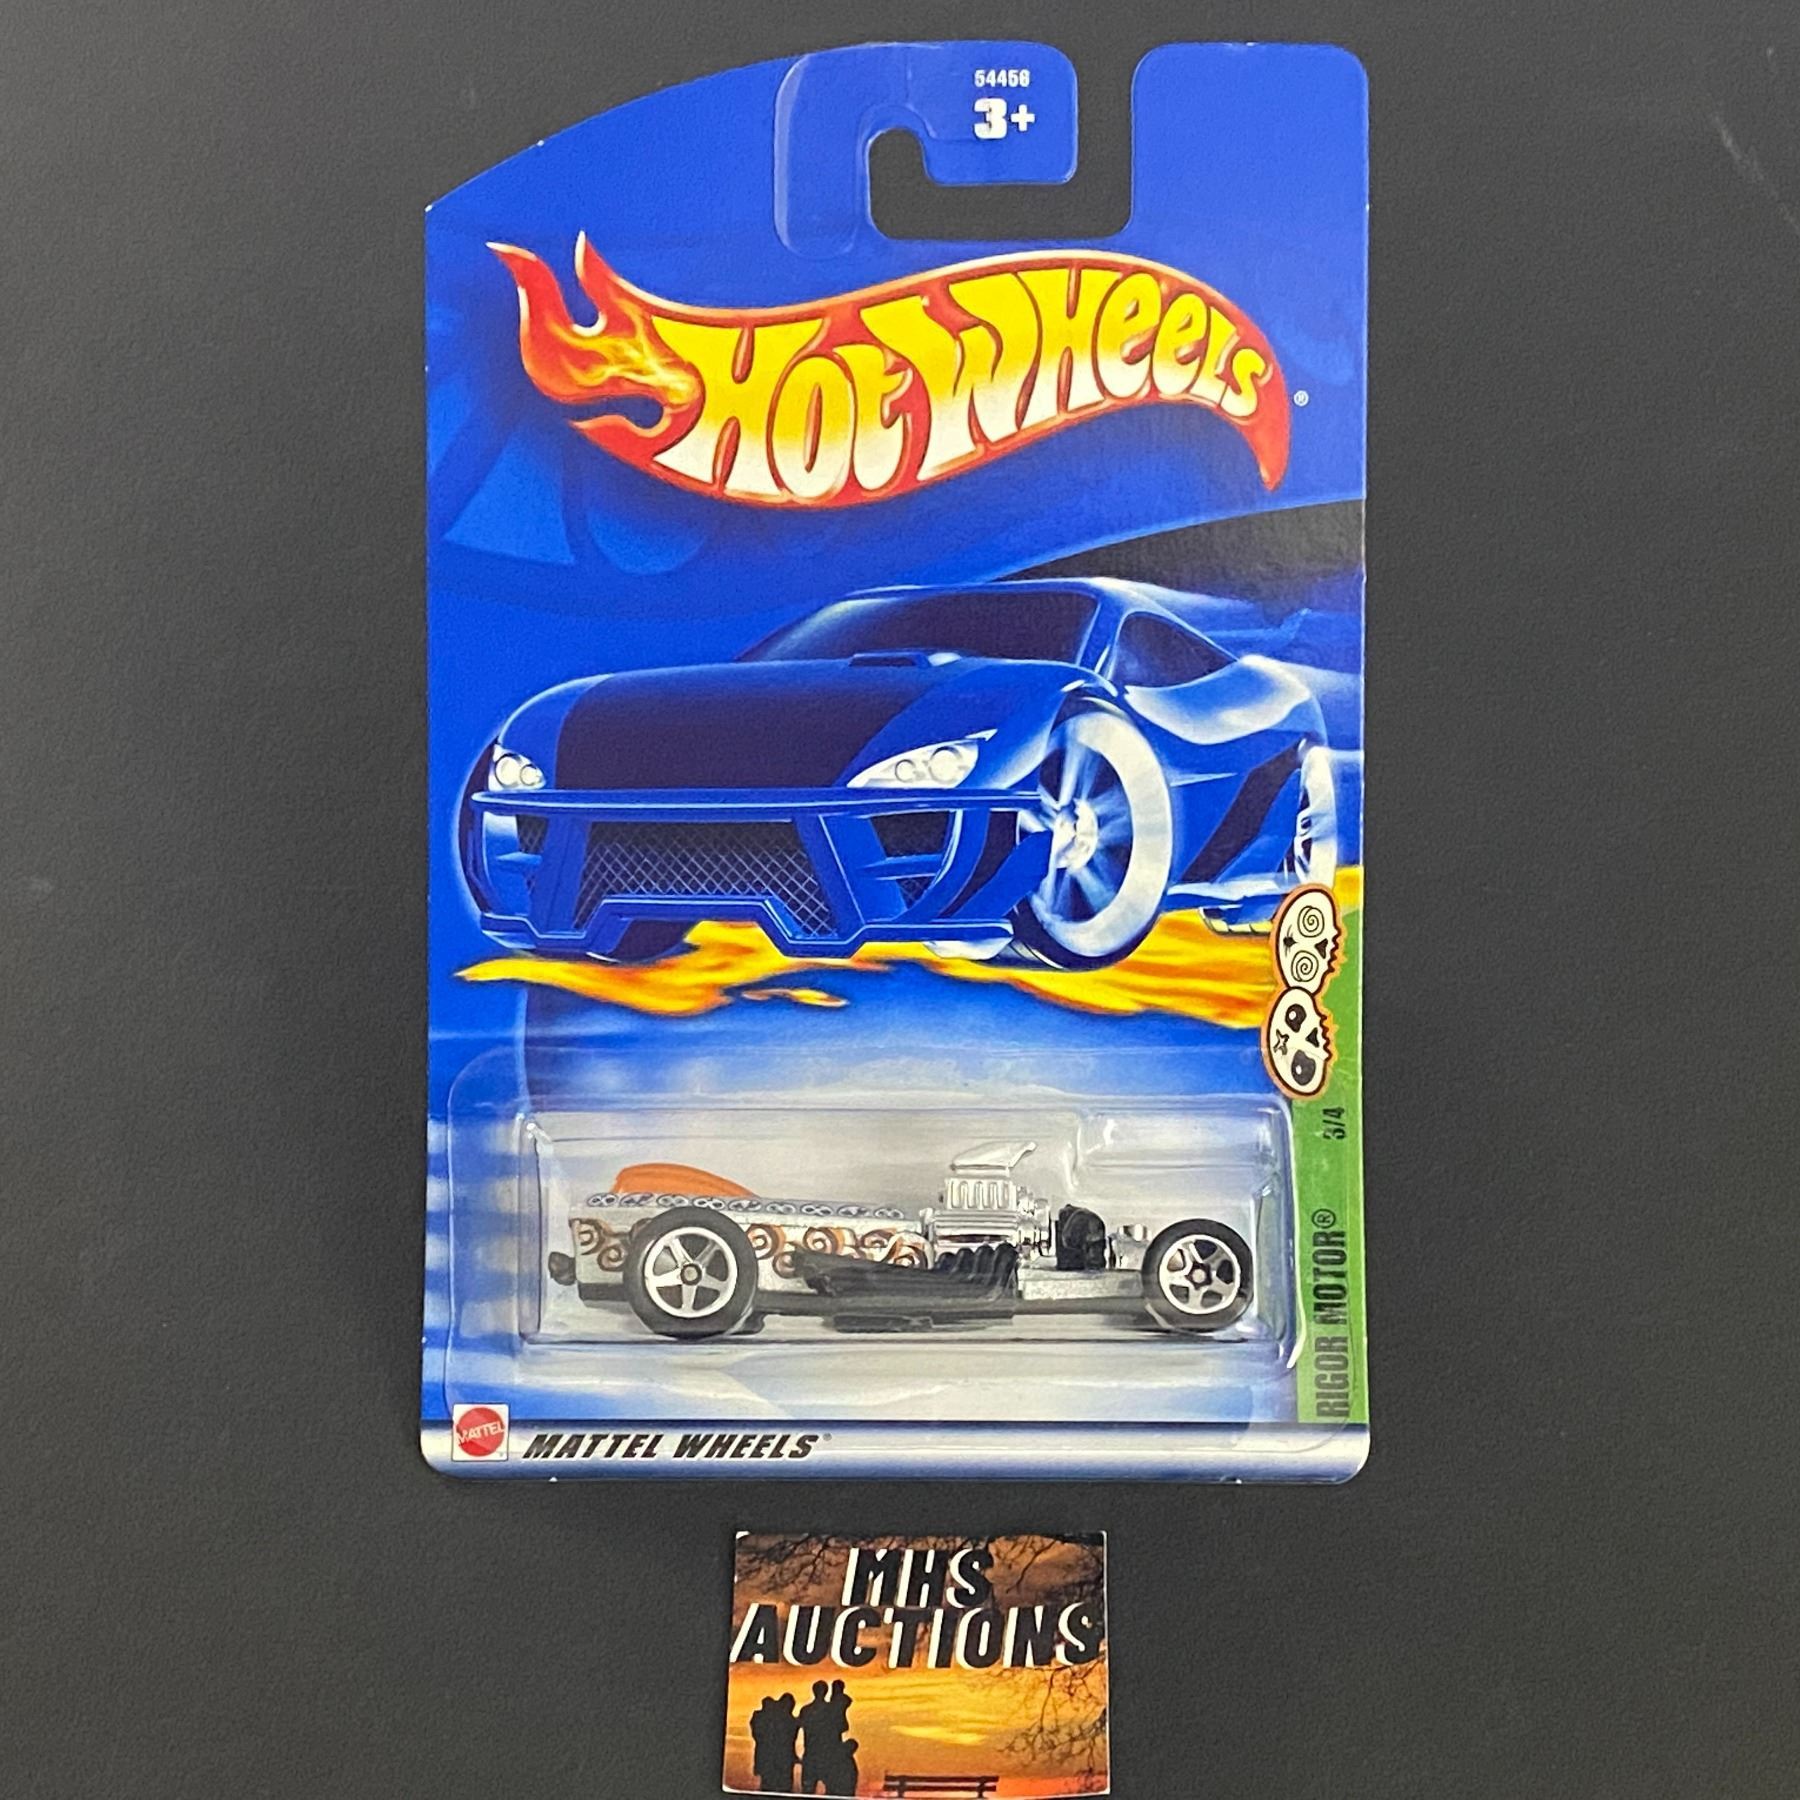 54456
3+
HOT WHEELS®
3/4
RIGOR MOTOR®
MATTEL
MATTEL WHEELS®
MHS
AUCTIONS